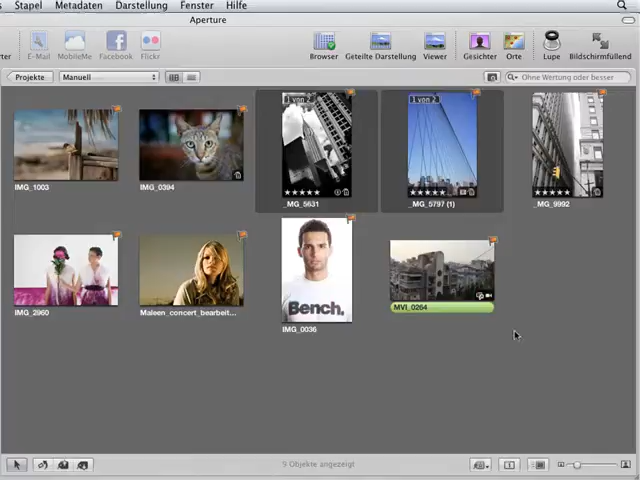 s Stapel Metadaten Darstellung Fenster Hilfe
Aperture
rter E-Mail MobileMe Facebook Flickr Browser Geteilte Darstellung Viewer Gesichter Orte Lupe Bildschirmfüllend
Projekte Manuell Ohne Wertung oder besser
1 von 2 1 von 2
IMG_1003 IMG_0394 _MG_5631 _MG_5797 (1) _MG_9992
Bench.
IMG_2960 Maleen_concert_bearbeit... IMG_0036 MVI_0264
9 Objekte angezeigt